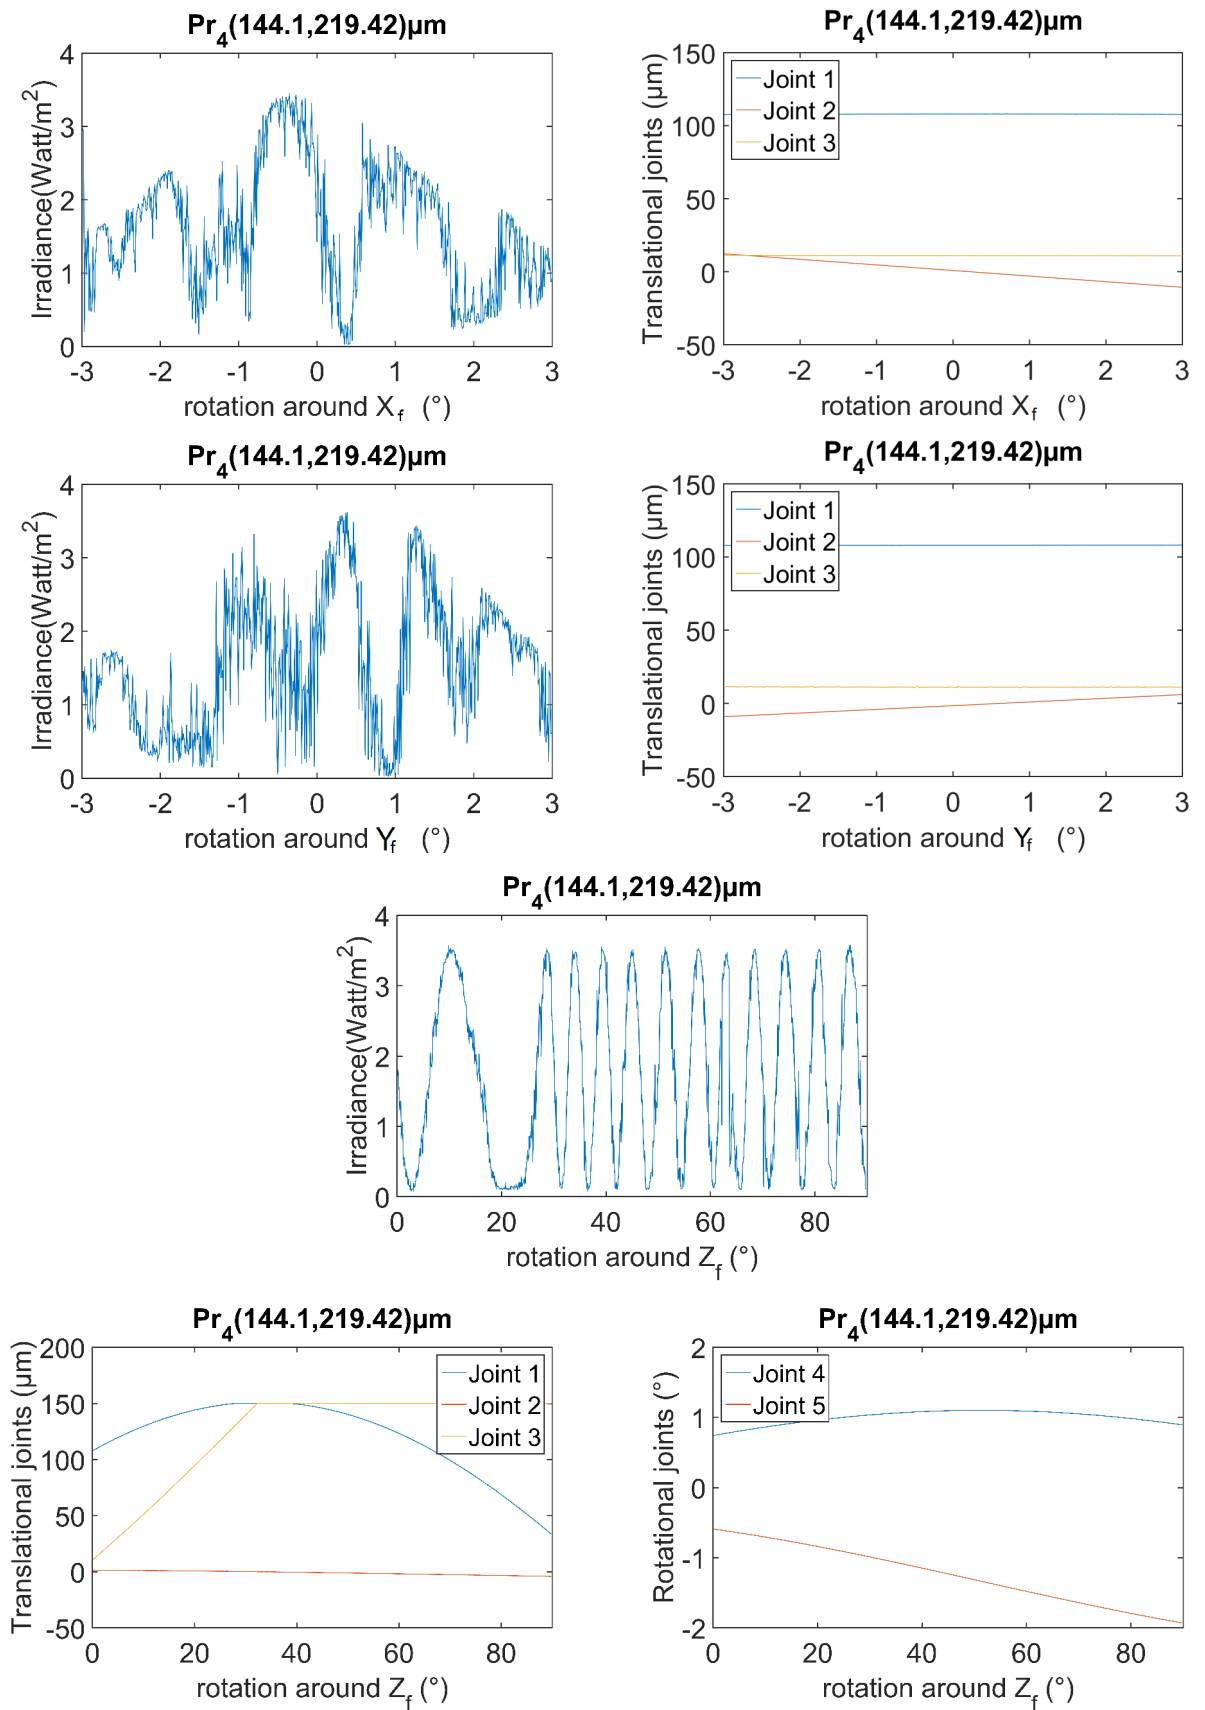 Pr4(144.1,219.42)µm
Irradiance(Watt/m2)
4
3
2
1
0
-3 -2 -1 0 1 2 3
rotation around Xf (°)
Pr4(144.1,219.42)µm
Translational joints (µm)
150
100
50
0
-50
Joint 1
Joint 2
Joint 3
-3 -2 -1 0 1 2 3
rotation around Xf (°)
Pr4(144.1,219.42)µm
Irradiance(Watt/m2)
4
3
2
1
0
-3 -2 -1 0 1 2 3
rotation around Yf (°)
Pr4(144.1,219.42)µm
Translational joints (µm)
150
100
50
0
-50
Joint 1
Joint 2
Joint 3
-3 -2 -1 0 1 2 3
rotation around Yf (°)
Pr4(144.1,219.42)µm
Irradiance(Watt/m2)
4
3
2
1
0
0 20 40 60 80
rotation around Zf (°)
Pr4(144.1,219.42)µm
Translational joints (µm)
200
150
100
50
0
-50
Joint 1
Joint 2
Joint 3
0 20 40 60 80
rotation around Zf (°)
Pr4(144.1,219.42)µm
Rotational joints (°)
2
1
0
-1
-2
Joint 4
Joint 5
0 20 40 60 80
rotation around Zf (°)